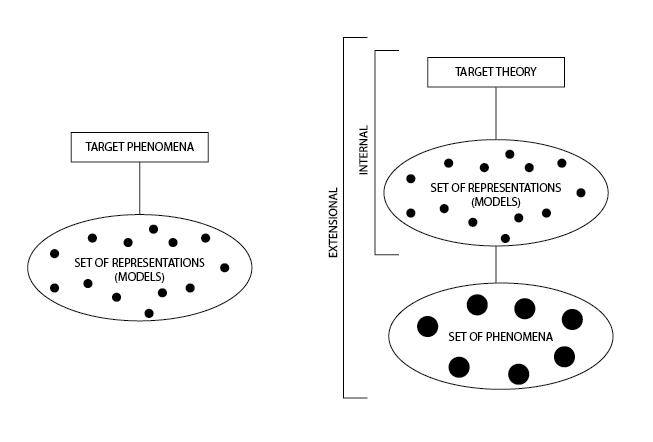 TARGET PHENOMENA
SET OF REPRESENTATIONS
(MODELS)
EXTENSIONAL
INTERNAL
TARGET THEORY
SET OF REPRESENTATIONS
(MODELS)
SET OF PHENOMENA